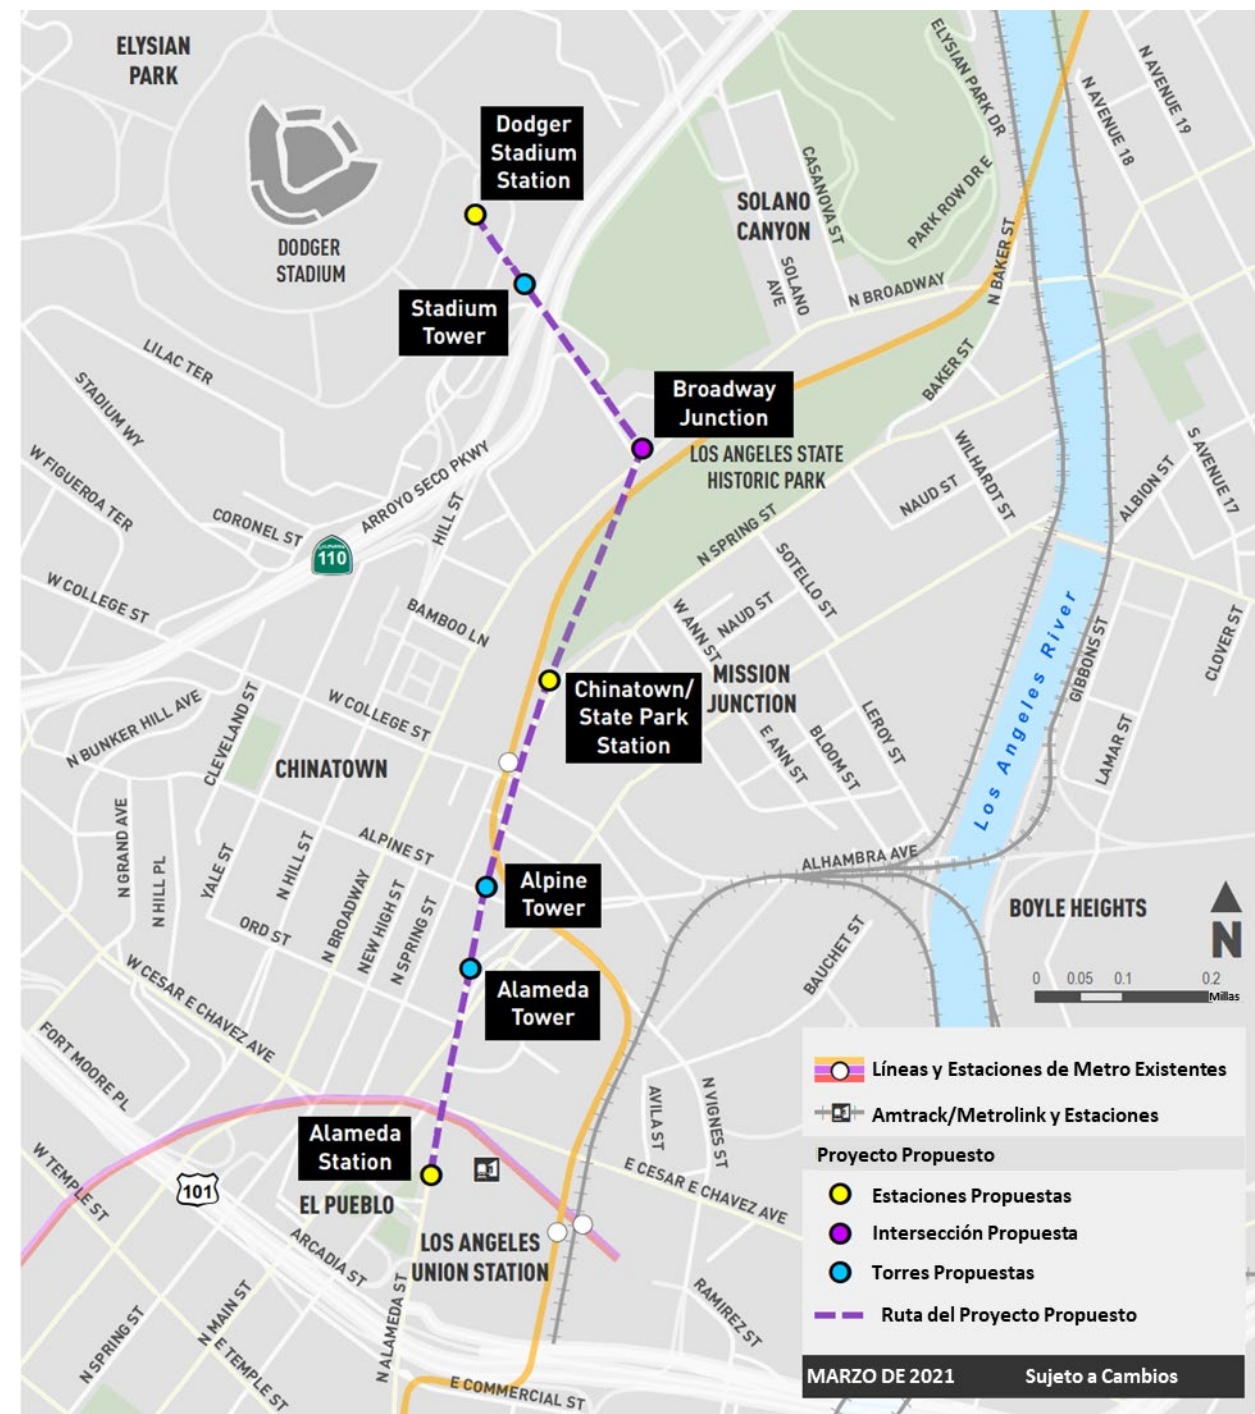 ELYSIAN
PARK
Dodger
Stadium
Station
DODGER
STADIUM
Stadium
Tower
SOLANO
CANYON
CASANOVA ST
SOLANO
AVE
ELYSIAN PARK DR
PARK ROW DR E
N BROADWAY
N BAKER ST
N AVENUE 19
N AVENUE 18
LILAC TER
STADIUM WY
W FIGUEROA TER
CORONEL ST
110
ARROYO SECO PKWY
HILL ST
Broadway
Junction
LOS ANGELES STATE
HISTORIC PARK
BAKER ST
WILHARDT ST
NAUD ST
N SPRING ST
SOTELLO ST
ALBION ST
S AVENUE 17
W COLLEGE ST
BAMBOO LN
W ANN ST
NAUD ST
MISSION
JUNCTION
Los Angeles River
GIBBONS ST
CLOVER ST
Chinatown/
State Park
Station
N BUNKER HILL AVE
CLEVELAND ST
W COLLEGE ST
CHINATOWN
E ANN ST
BLOOM ST
LEROY ST
LAMAR ST
N GRAND AVE
N HILL PL
YALE ST
N HILL ST
ALPINE ST
ALHAMBRA AVE
Alpine
Tower
ORD ST
N BROADWAY
NEW HIGH ST
N SPRING ST
BOYLE HEIGHTS
BAUCHET ST
N
W CESAR E CHAVEZ AVE
Alameda
Tower
0 0.05 0.1 0.2
Millas
FORT MOORE PL
W TEMPLE ST
Alameda
Station
AVILA ST
N VIGNES ST
E CESAR E CHAVEZ AVE
101
EL PUEBLO
ARCADIA ST
LOS ANGELES
UNION STATION
N SPRING ST
N MAIN ST
E TEMPLE ST
N ALAMEDA ST
RAMIREZ ST
E COMMERCIAL ST
Líneas y Estaciones de Metro Existentes
Amtrack/Metrolink y Estaciones
Proyecto Propuesto
Estaciones Propuestas
Intersección Propuesta
Torres Propuestas
Ruta del Proyecto Propuesto
MARZO DE 2021 Sujeto a Cambios